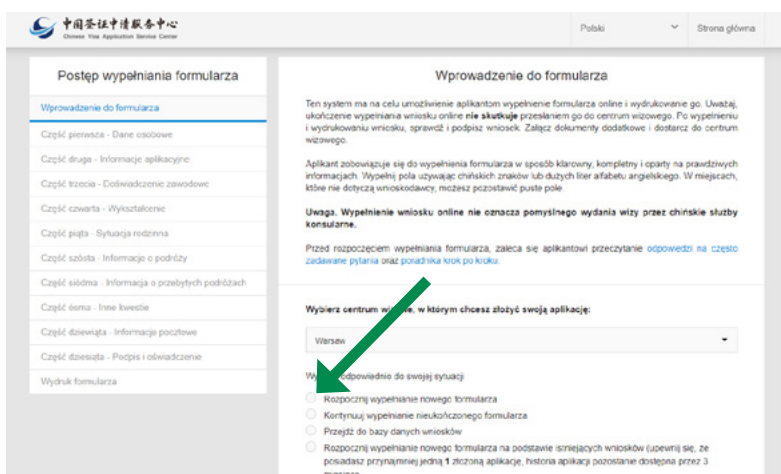 中国签证申请服务中心
Chinese Visa Application Service Center
Polski
Strona główna
Postęp wypełniania formularza
Wprowadzenie do formularza
Część pierwsza - Dane osobowe
Część druga - Informacje aplikacyjne
Część trzecia - Doświadczenie zawodowe
Część czwarta - Wykształcenie
Część piąta - Sytuacja rodzinna
Część szósta - Informacje o podróży
Część siódma - Informacja o przebytych podróżach
Część ósma - Inne kwestie
Część dziewiąta - Informacje pocztowe
Część dziesiąta - Podpis i oświadczenie
Wydruk formularza
Wprowadzenie do formularza
Ten system ma na celu umożliwienie aplikantom wypełnienie formularza online i wydrukowanie go. Uważaj,
ukończenie wypełniania wniosku online nie skutkuje przesłaniem go do centrum wizowego. Po wypełnieniu
i wydrukowaniu wniosku, sprawdź i podpisz wniosek. Załącz dokumenty dodatkowe i dostarcz do centrum
wizowego.
Aplikant zobowiązuje się do wypełnienia formularza w sposób klarowny, kompletny i oparty na prawdziwych
informacjach. Wypełnij pola używając chińskich znaków lub dużych liter alfabetu angielskiego. W miejscach,
które nie dotyczą wnioskodawcy, możesz pozostawić puste pole
Uwaga. Wypełnienie wniosku online nie oznacza pomyślnego wydania wizy przez chińskie służby
konsularne.
Przed rozpoczęciem wypełniania formularza, zaleca się aplikantowi przeczytanie odpowiedzi na często
zadawane pytania oraz poradnika krok po kroku.
Wybierz centrum w którym chcesz złożyć swoją aplikację:
Warsaw
odpowiednio do swojej sytuacji
Rozpocznij wypełnianie nowego formularza
Kontynuuj wypełnianie nieukończonego formularza
Przejdź do bazy danych wniosków
Rozpocznij wypełnianie nowego formularza na podstawie istniejących wniosków (upewnij się, że
posiadasz przynajmniej jedną 1 złożoną aplikację, historia aplikacji pozostanie dostępna przez 3